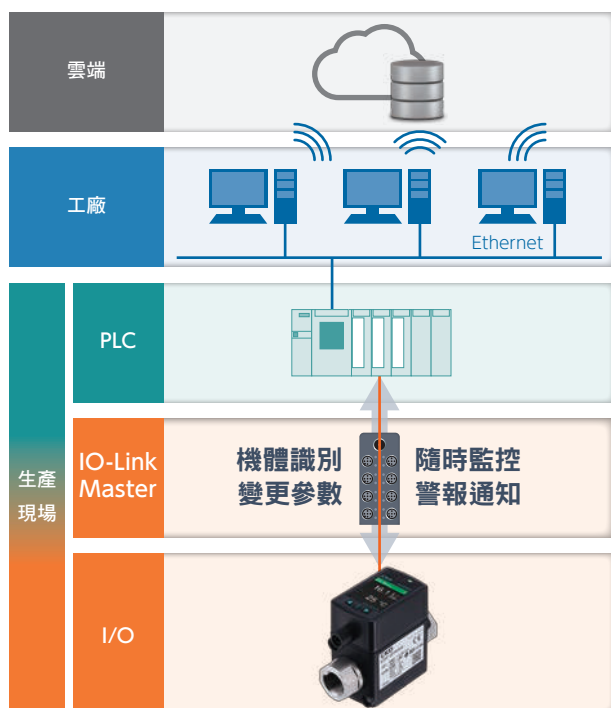 雲端
工廠
Ethernet
PLC
生產
現場
IO-Link
Master
機體識別
變更參數
隨時監控
警報通知
I/O